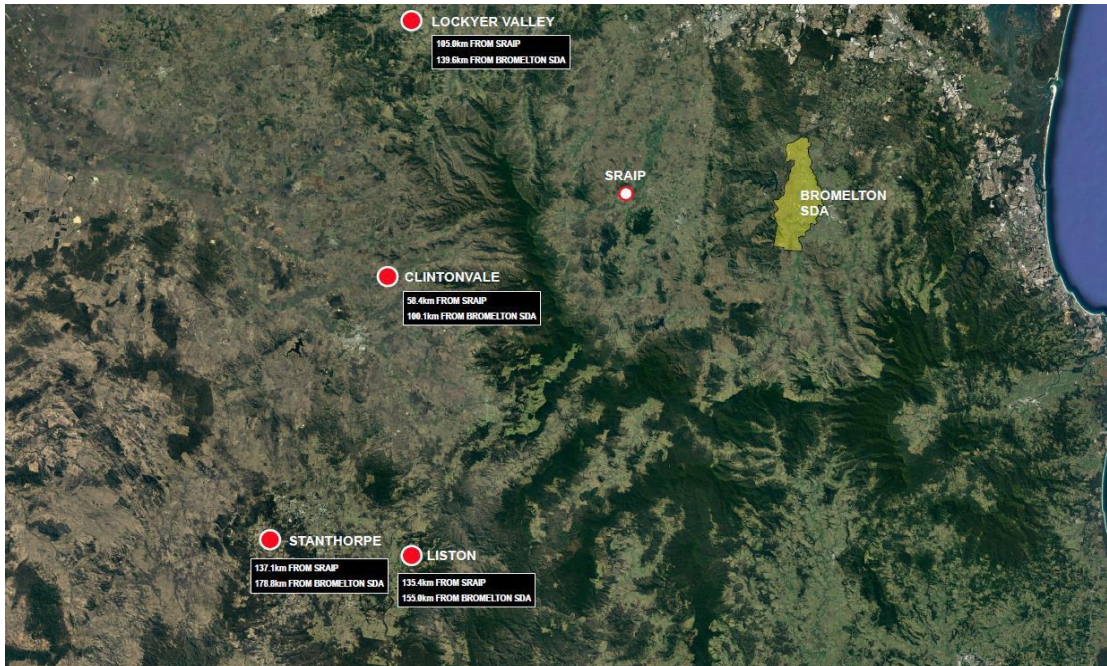 LOCKYER VALLEY
105.0km FROM SRAIP
139.6km FROM BROMELTON SDA
SRAIP
BROMELTON
SDA
CLINTONVALE
58.4km FROM SRAIP
100.1km FROM BROMELTON SDA
STANTHORPE
137.1km FROM SRAIP
178.8km FROM BROMELTON SDA
LISTON
135.4km FROM SRAIP
155.0km FROM BROMELTON SDA